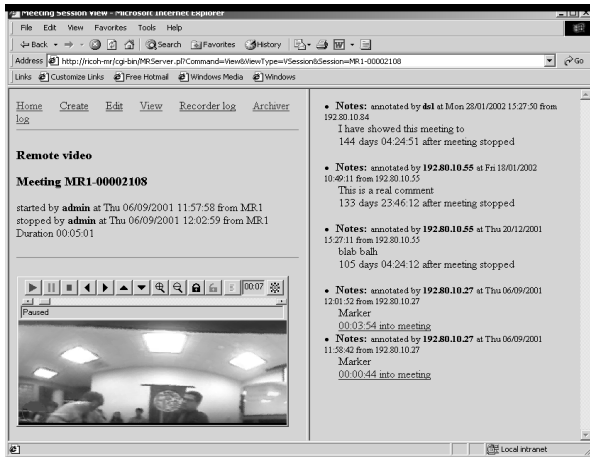 Meeting Session View - Microsoft Internet Explorer
File Edit View Favorites Tools Help
Back Search Favorites History
Address http://ricoh-mr/cgi-bin/MRServer.pl?Command=View&ViewType=VSession&Session=MR1-00002108 Go
Links Customize Links Free Hotmail Windows Media Windows
Home Create Edit View Recorder log Archiver
log
Remote video
Meeting MR1-00002108
started by admin at Thu 06/09/2001 11:57:58 from MR1
stopped by admin at Thu 06/09/2001 12:02:59 from MR1
Duration 00:05:01
00:07
Paused
• Notes: annotated by ds1 at Mon 28/01/2002 15:27:50 from
192.80.10.84
I have showed this meeting to
144 days 04:24:51 after meeting stopped
• Notes: annotated by 192.80.10.55 at Fri 18/01/2002
10:49:11 from 192.80.10.55
This is a real comment
133 days 23:46:12 after meeting stopped
• Notes: annotated by 192.80.10.55 at Thu 20/12/2001
15:27:11 from 192.80.10.55
blab balh
105 days 04:24:12 after meeting stopped
• Notes: annotated by 192.80.10.27 at Thu 06/09/2001
12:01:52 from 192.80.10.27
Marker
00:03:54 into meeting
• Notes: annotated by 192.80.10.27 at Thu 06/09/2001
11:58:42 from 192.80.10.27
Marker
00:00:44 into meeting
Local intranet